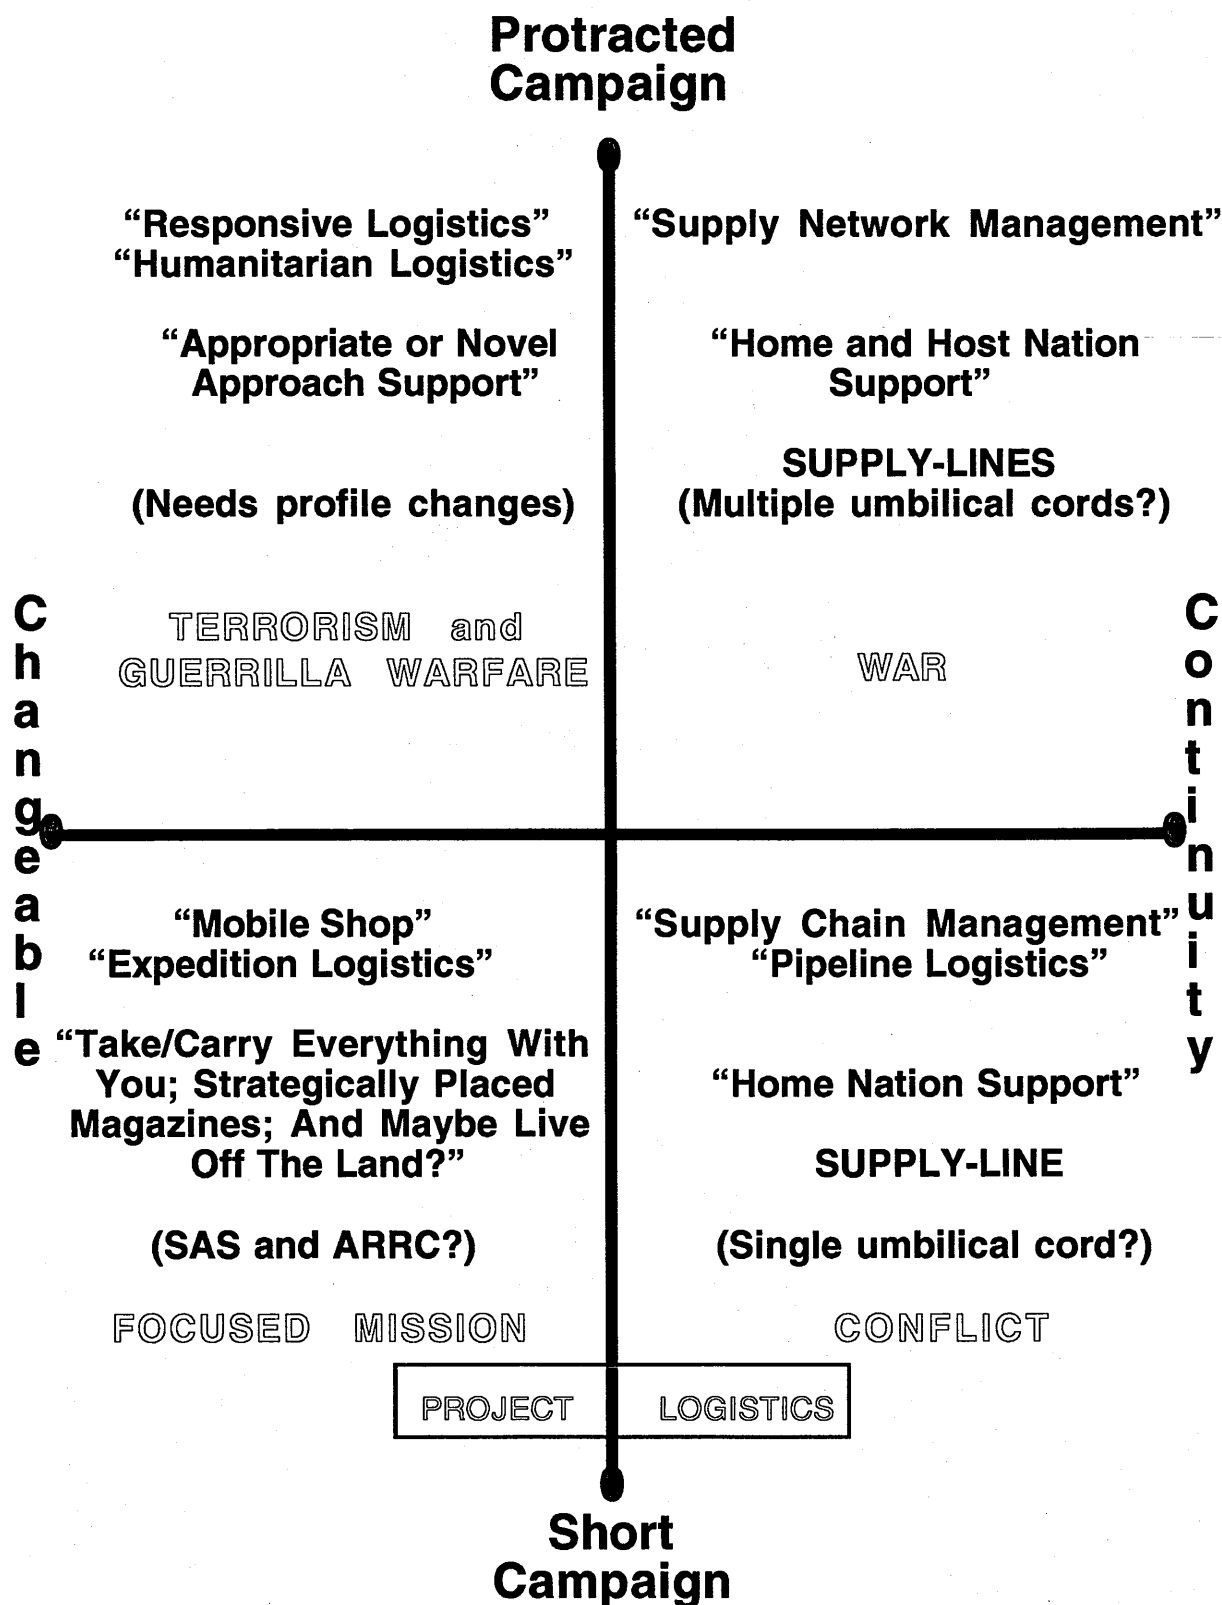 Protracted
Campaign
“Responsive Logistics”
“Humanitarian Logistics”
“Appropriate or Novel
Approach Support”
(Needs profile changes)
TERRORISM and
GUERRILLA WARFARE
“Supply Network Management”
“Home and Host Nation
Support”
SUPPLY-LINES
(Multiple umbilical cords?)
WAR
Changeable
Continuity
“Mobile Shop”
“Expedition Logistics”
“Take/Carry Everything With
You; Strategically Placed
Magazines; And Maybe Live
Off The Land?”
(SAS and ARRC?)
FOCUSED MISSION
“Supply Chain Management”
“Pipeline Logistics”
“Home Nation Support”
SUPPLY-LINE
(Single umbilical cord?)
CONFLICT
PROJECT LOGISTICS
Short
Campaign